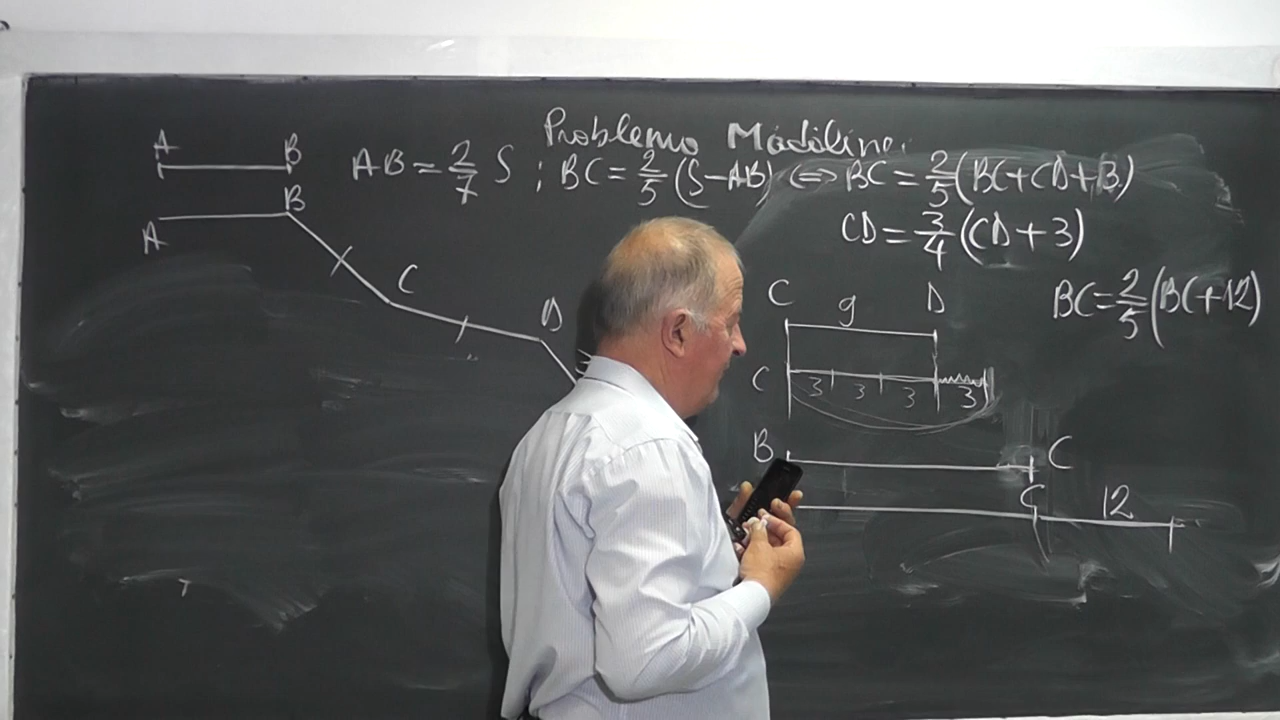 Problema Mădălinei
A B AB = 2/7 S ; BC = 2/5 (S-AB) ⇔ BC = 2/5 (BC+CD+3)
A B CD = 3/4 (CD+3)
C D C 9 D BC = 2/5 (BC+12)
C 3 3 3 3
B C
C 12